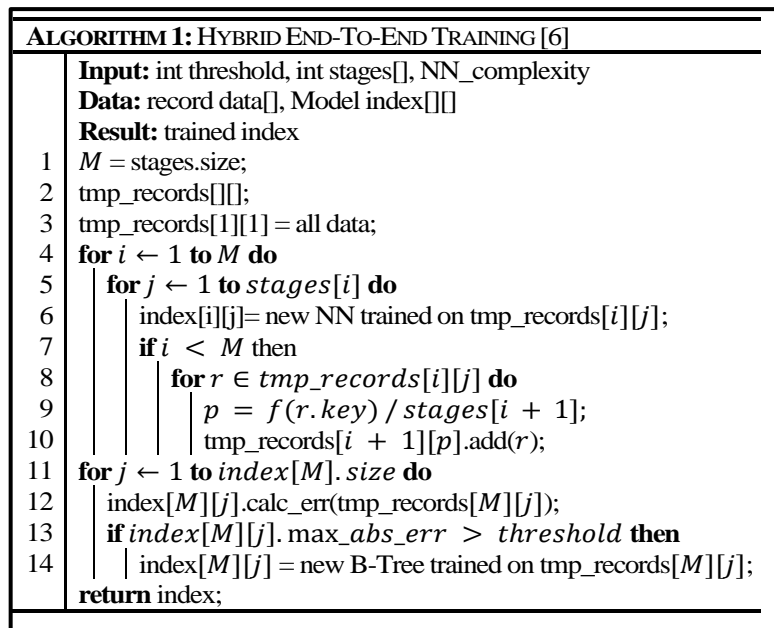 ALGORITHM 1: HYBRID END-TO-END TRAINING [6]
Input: int threshold, int stages[], NN_complexity
Data: record data[], Model index[][]
Result: trained index
1 M = stages.size;
2 tmp_records[][];
3 tmp_records[1][1] = all data;
4 for i ← 1 to M do
5 for j ← 1 to stages[i] do
6 index[i][j]= new NN trained on tmp_records[i][j];
7 if i < M then
8 for r ∈ tmp_records[i][j] do
9 p = f(r.key) / stages[i + 1];
10 tmp_records[i + 1][p].add(r);
11 for j ← 1 to index[M].size do
12 index[M][j].calc_err(tmp_records[M][j]);
13 if index[M][j].max_abs_err > threshold then
14 index[M][j] = new B-Tree trained on tmp_records[M][j];
return index;